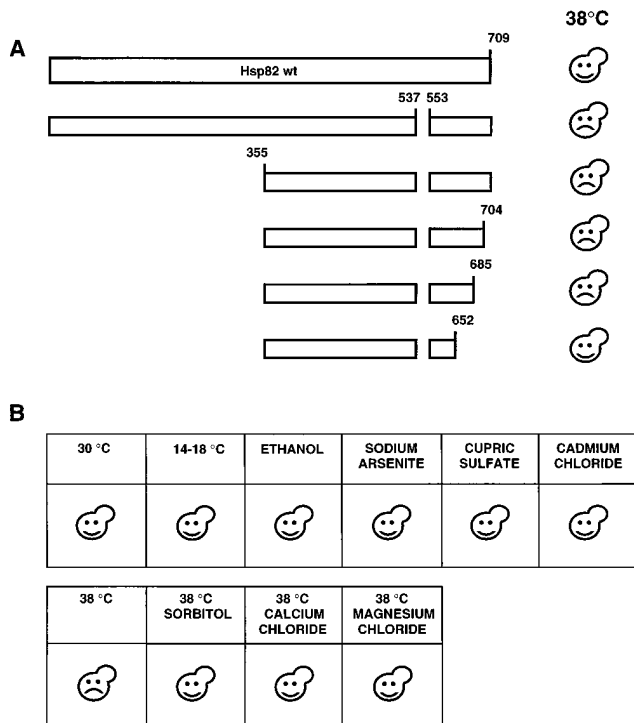 38°C
A
709
Hsp82 wt
537 553
355
704
685
652
B
30 °C 14-18 °C ETHANOL SODIUM ARSENITE CUPRIC SULFATE CADMIUM CHLORIDE
38 °C 38 °C SORBITOL 38 °C CALCIUM CHLORIDE 38 °C MAGNESIUM CHLORIDE